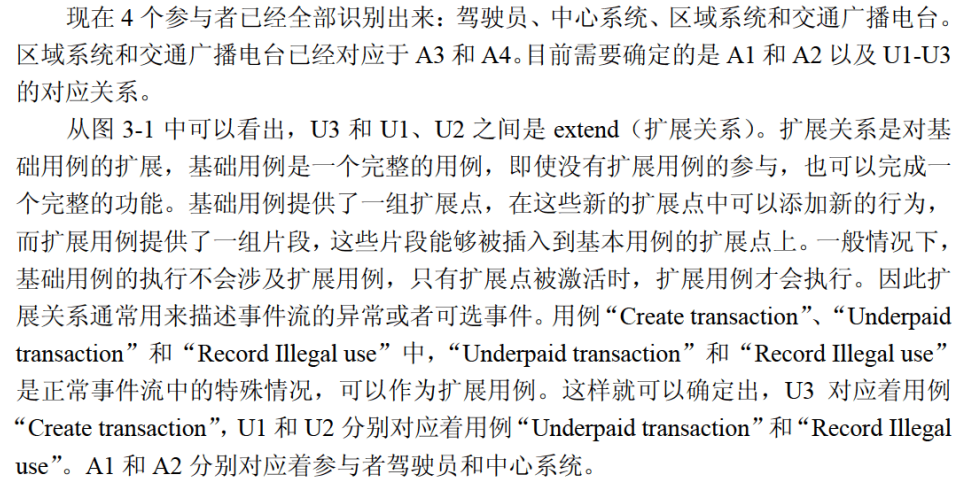 现在 4 个参与者已经全部识别出来：驾驶员、中心系统、区域系统和交通广播电台。
区域系统和交通广播电台已经对应于 A3 和 A4。目前需要确定的是 A1 和 A2 以及 U1-U3
的对应关系。
从图 3-1 中可以看出，U3 和 U1、U2 之间是 extend（扩展关系）。扩展关系是对基
础用例的扩展，基础用例是一个完整的用例，即使没有扩展用例的参与，也可以完成一
个完整的功能。基础用例提供了一组扩展点，在这些新的扩展点中可以添加新的行为，
而扩展用例提供了一组片段，这些片段能够被插入到基本用例的扩展点上。一般情况下，
基础用例的执行不会涉及扩展用例，只有扩展点被激活时，扩展用例才会执行。因此扩
展关系通常用来描述事件流的异常或者可选事件。用例“Create transaction”、“Underpaid
transaction”和“Record Illegal use”中，“Underpaid transaction”和“Record Illegal use”
是正常事件流中的特殊情况，可以作为扩展用例。这样就可以确定出，U3 对应着用例
“Create transaction”，U1 和 U2 分别对应着用例“Underpaid transaction”和“Record Illegal
use”。A1 和 A2 分别对应着参与者驾驶员和中心系统。